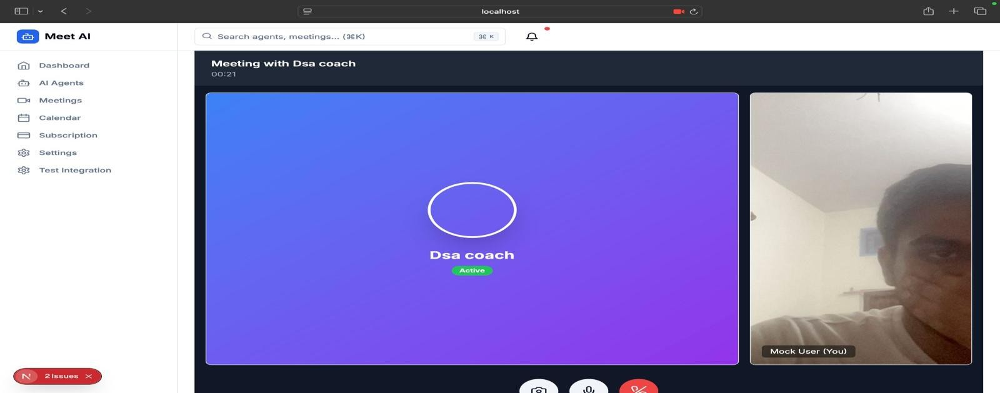 localhost
Meet AI
Search agents, meetings... (⌘K)
⌘ K
Dashboard
AI Agents
Meetings
Calendar
Subscription
Settings
Test Integration
Meeting with Dsa coach
00:21
Dsa coach
Active
Mock User (You)
N
2 Issues